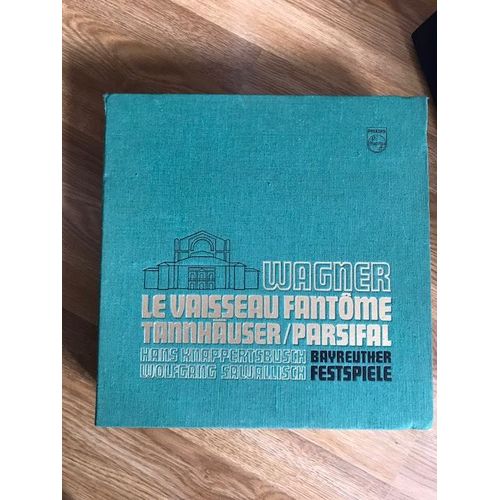 PHILIPS
WAGNER
LE VAISSEAU FANTÔME
TANNHÄUSER/PARSIFAL
HANS KNAPPERTSBUSCH BAYREUTHER
WOLFGANG SAWALLISCH FESTSPIELE